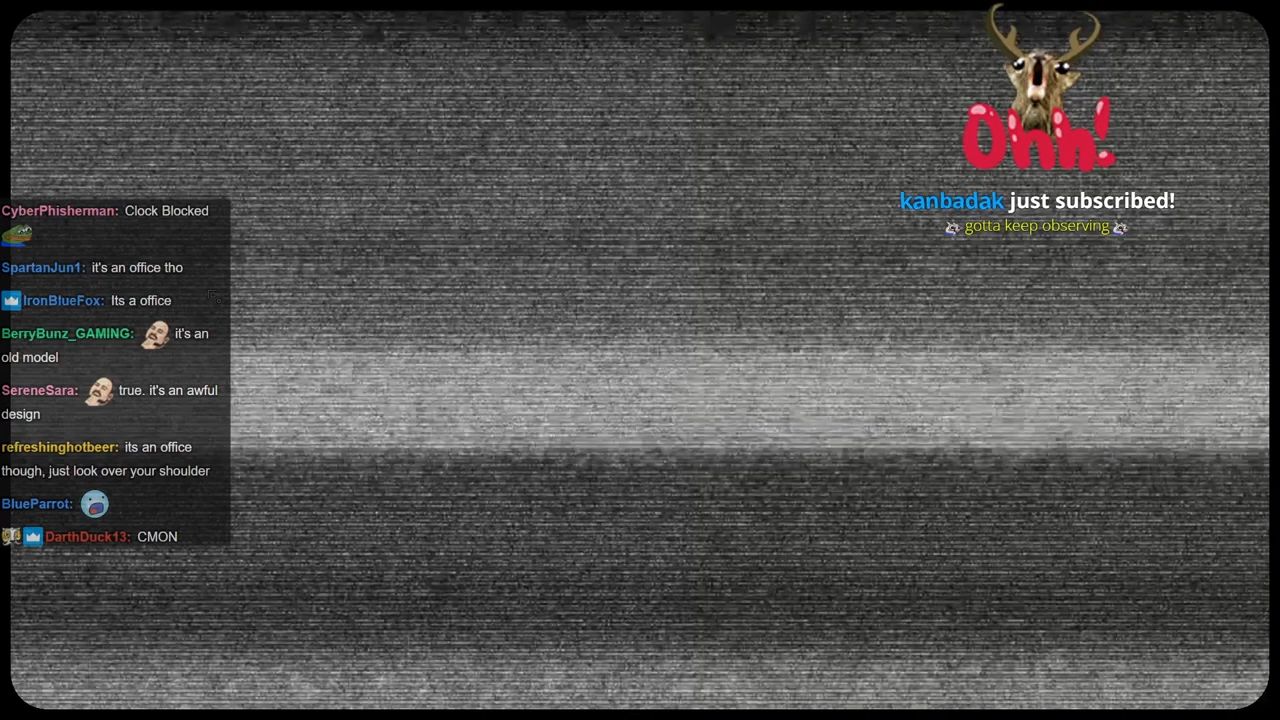 Ohh!
kanbadak just subscribed!
gotta keep observing
CyberPhisherman: Clock Blocked
SpartanJun1: it's an office tho
IronBlueFox: Its a office
BerryBunz_GAMING: it's an
old model
SereneSara: true. it's an awful
design
refreshinghotbeer: its an office
though, just look over your shoulder
BlueParrot:
DarthDuck13: CMON